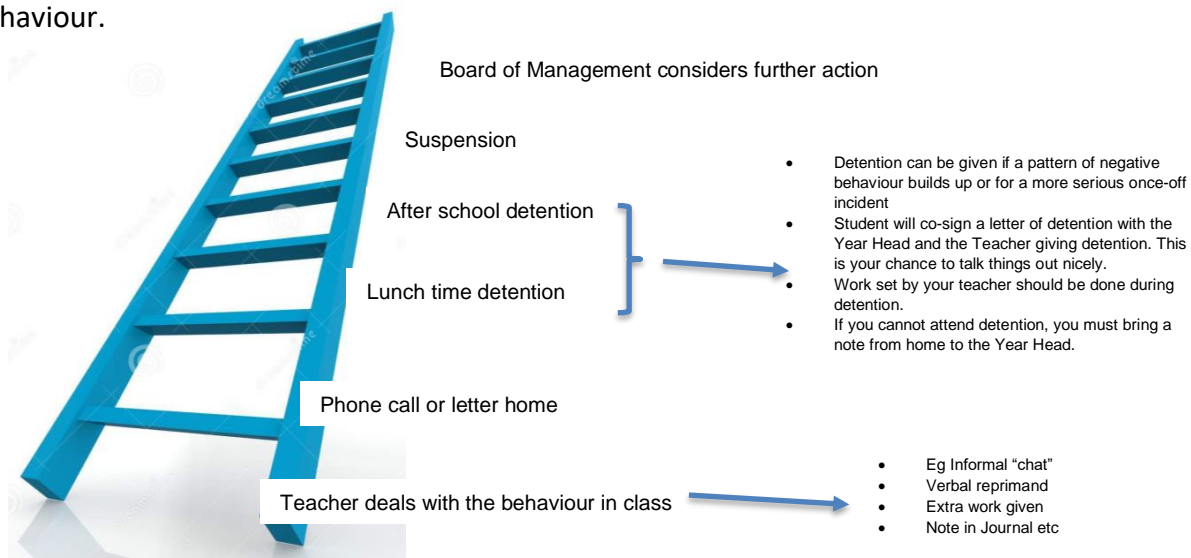 haviour.
Board of Management considers further action
Suspension
After school detention
Lunch time detention
• Detention can be given if a pattern of negative
behaviour builds up or for a more serious once-off
incident
• Student will co-sign a letter of detention with the
Year Head and the Teacher giving detention. This
is your chance to talk things out nicely.
• Work set by your teacher should be done during
detention.
• If you cannot attend detention, you must bring a
note from home to the Year Head.
Phone call or letter home
Teacher deals with the behaviour in class
• Eg Informal “chat”
• Verbal reprimand
• Extra work given
• Note in Journal etc